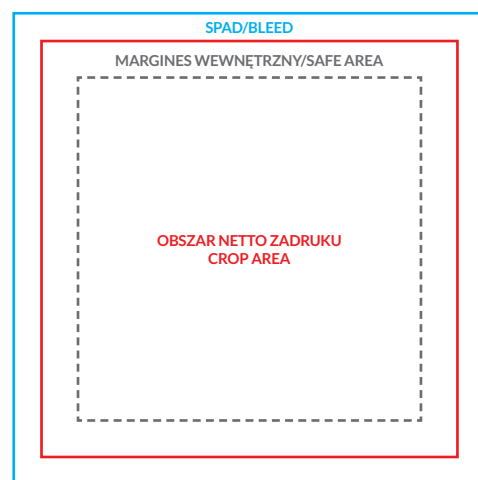 SPAD/BLEED
MARGINES WEWNĘTRZNY/SAFE AREA
OBSZAR NETTO ZADRUKU
CROP AREA